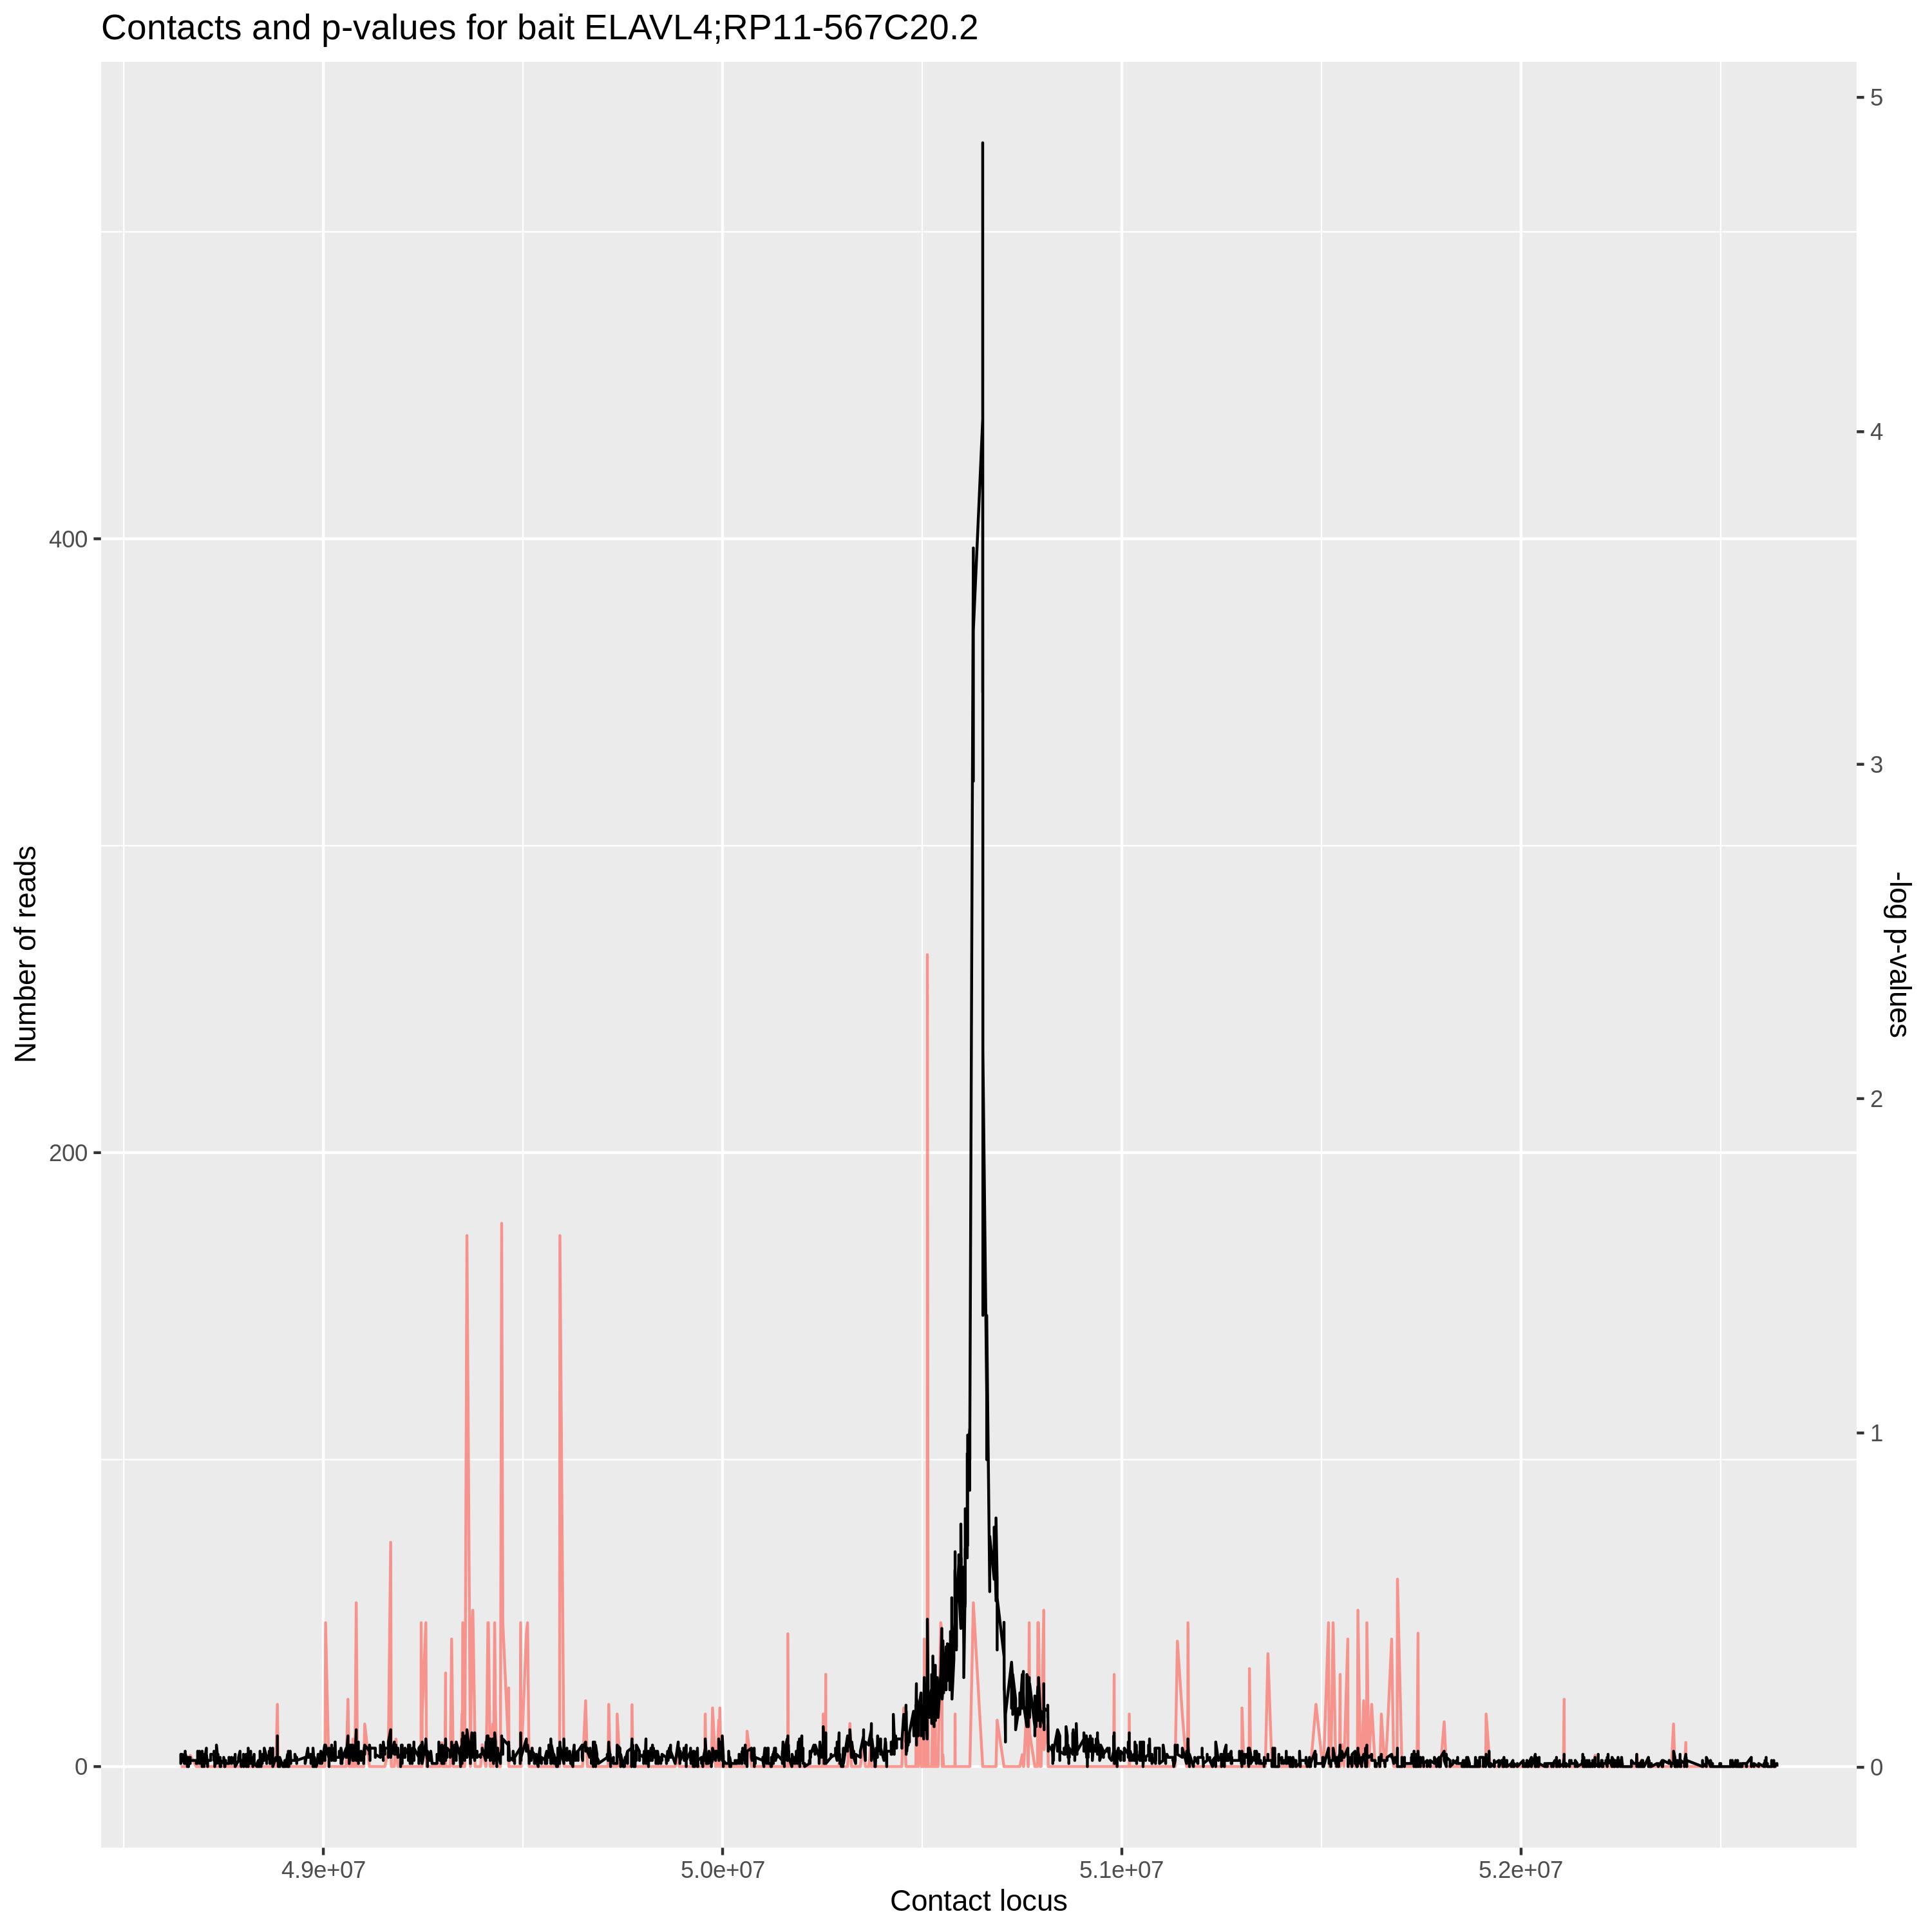 Contacts and p-values for bait ELAVL4;RP11-567C20.2
Number of reads
400
200
0
5
4
3
2
1
0
-log p-values
4.9e+07
5.0e+07
5.1e+07
5.2e+07
Contact locus